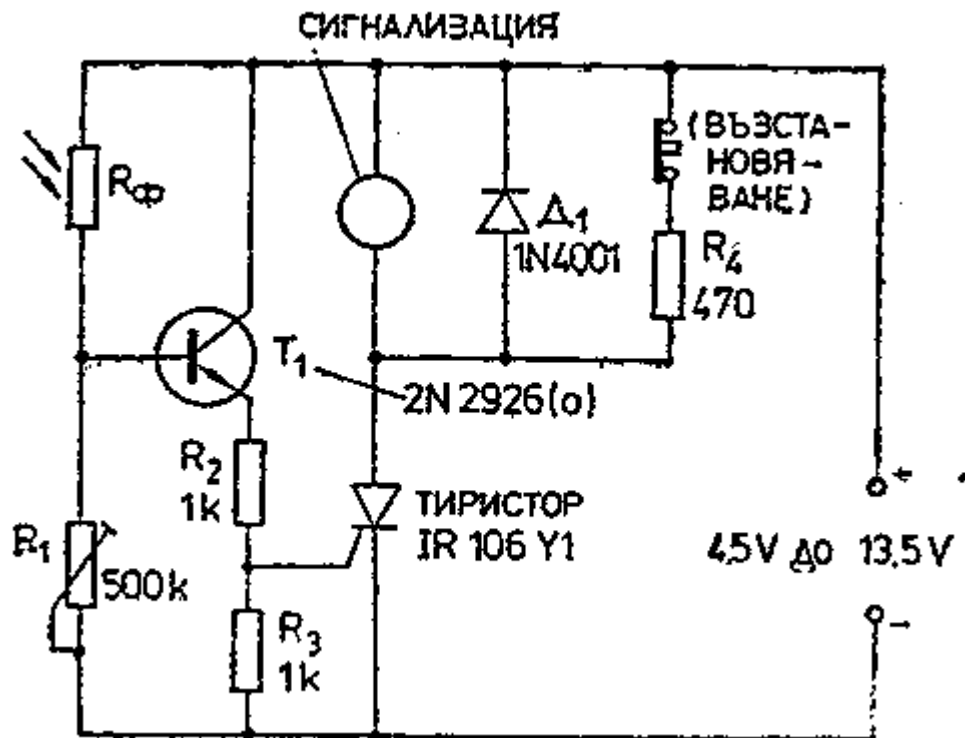 СИГНАЛИЗАЦИЯ
(ВЪЗСТА-
НОВЯ-
ВАНЕ)
Rф
Д1
1N4001
R4
470
T1
2N 2926(o)
R2
1k
ТИРИСТОР
IR 106 Y1
R1
500k
4,5V до 13,5V
R3
1k